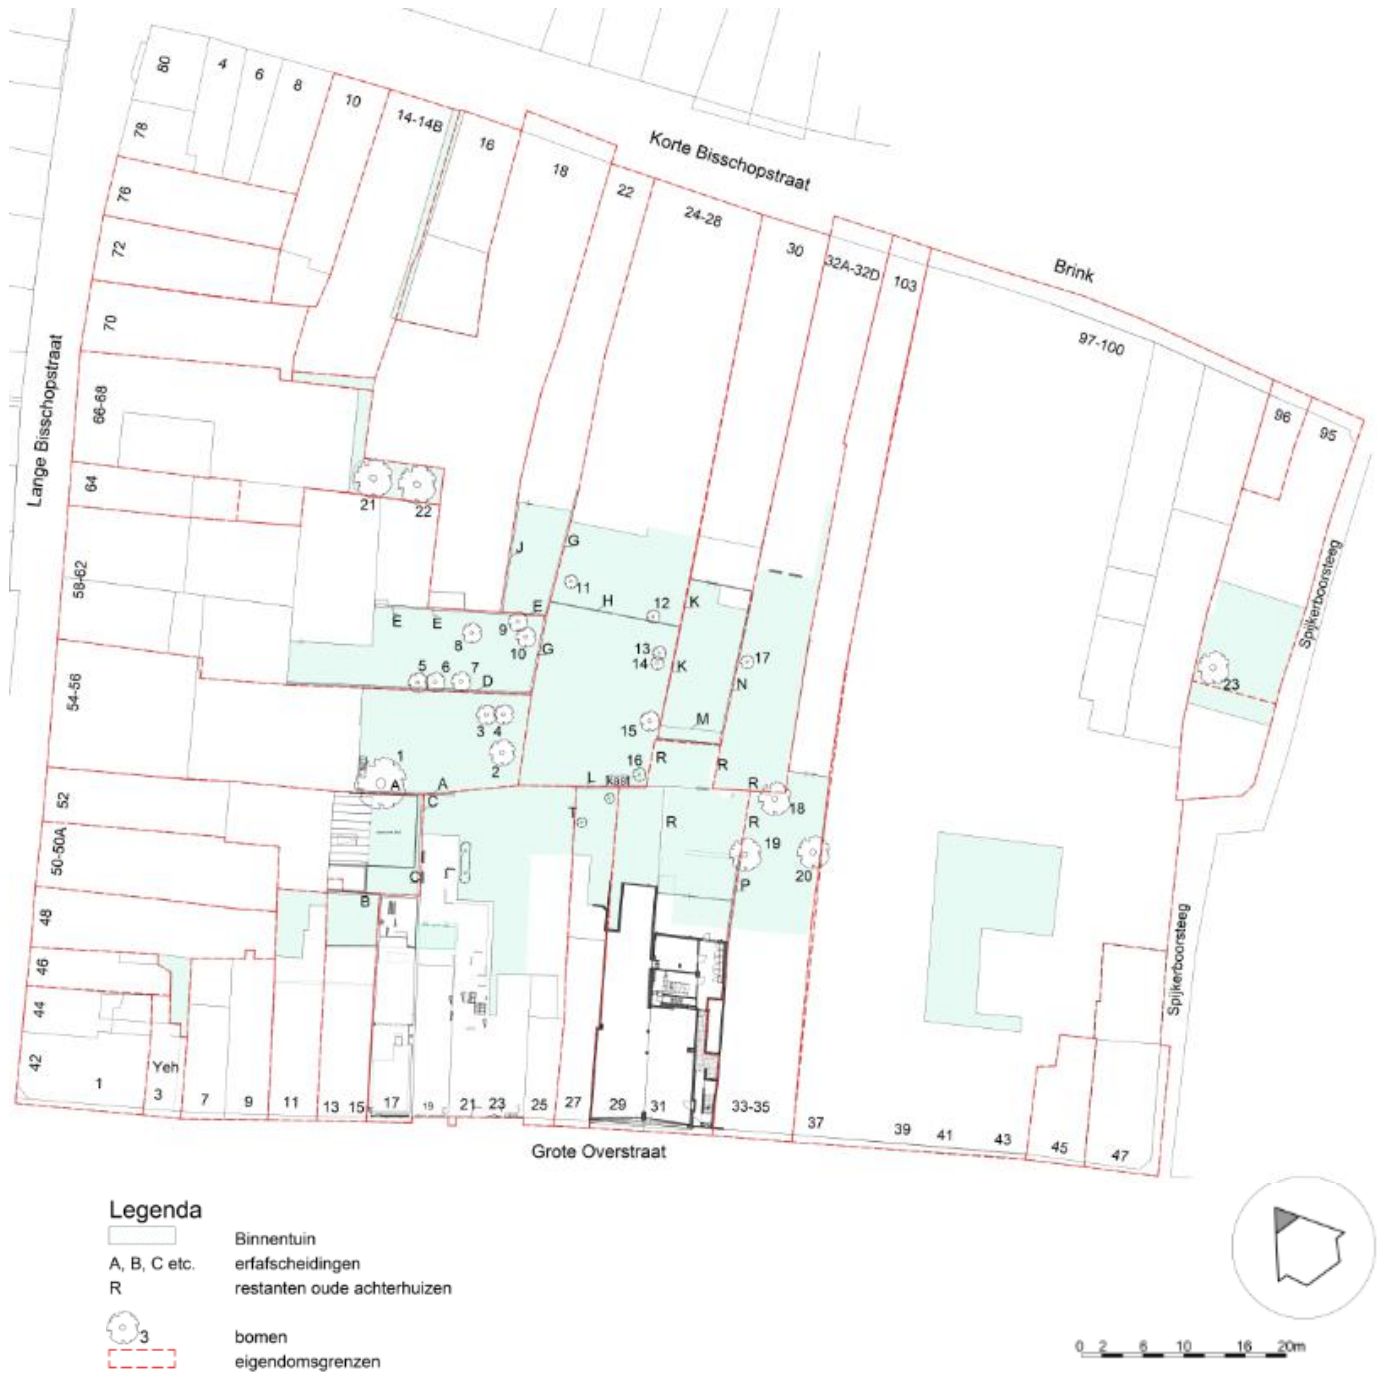 80
4
6
8
10
14-14B
16
18
22
24-28
30
32A-32D
103
Korte Bisschopstraat
Brink
97-100
96
95
78
76
72
70
66-68
64
58-62
54-56
52
50-50A
48
46
44
42
Lange Bisschopstraat
Spijkerboorsteeg
Spijkerboorsteeg
21
22
J
G
11
H
12
K
E
E
E
9
8
10
G
13
14
K
17
5
6
7
D
N
3
4
15
M
1
2
16
R
R
A
A
C
L
kast
R
18
T
R
R
19
20
C
P
B
23
Yeh
1
3
7
9
11
13
15
17
19
21
23
25
27
29
31
33-35
37
39
41
43
45
47
Grote Overstraat
Legenda
Binnentuin
A, B, C etc. erfafscheidingen
R restanten oude achterhuizen
3 bomen
eigendomsgrenzen
0 2 6 10 16 20m